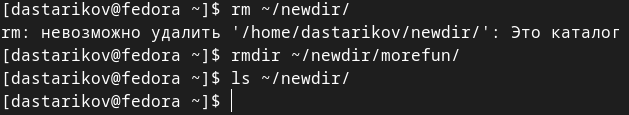 [dastarikov@fedora ~]$ rm ~/newdir/
rm: невозможно удалить '/home/dastarikov/newdir/': Это каталог
[dastarikov@fedora ~]$ rmdir ~/newdir/morefun/
[dastarikov@fedora ~]$ ls ~/newdir/
[dastarikov@fedora ~]$